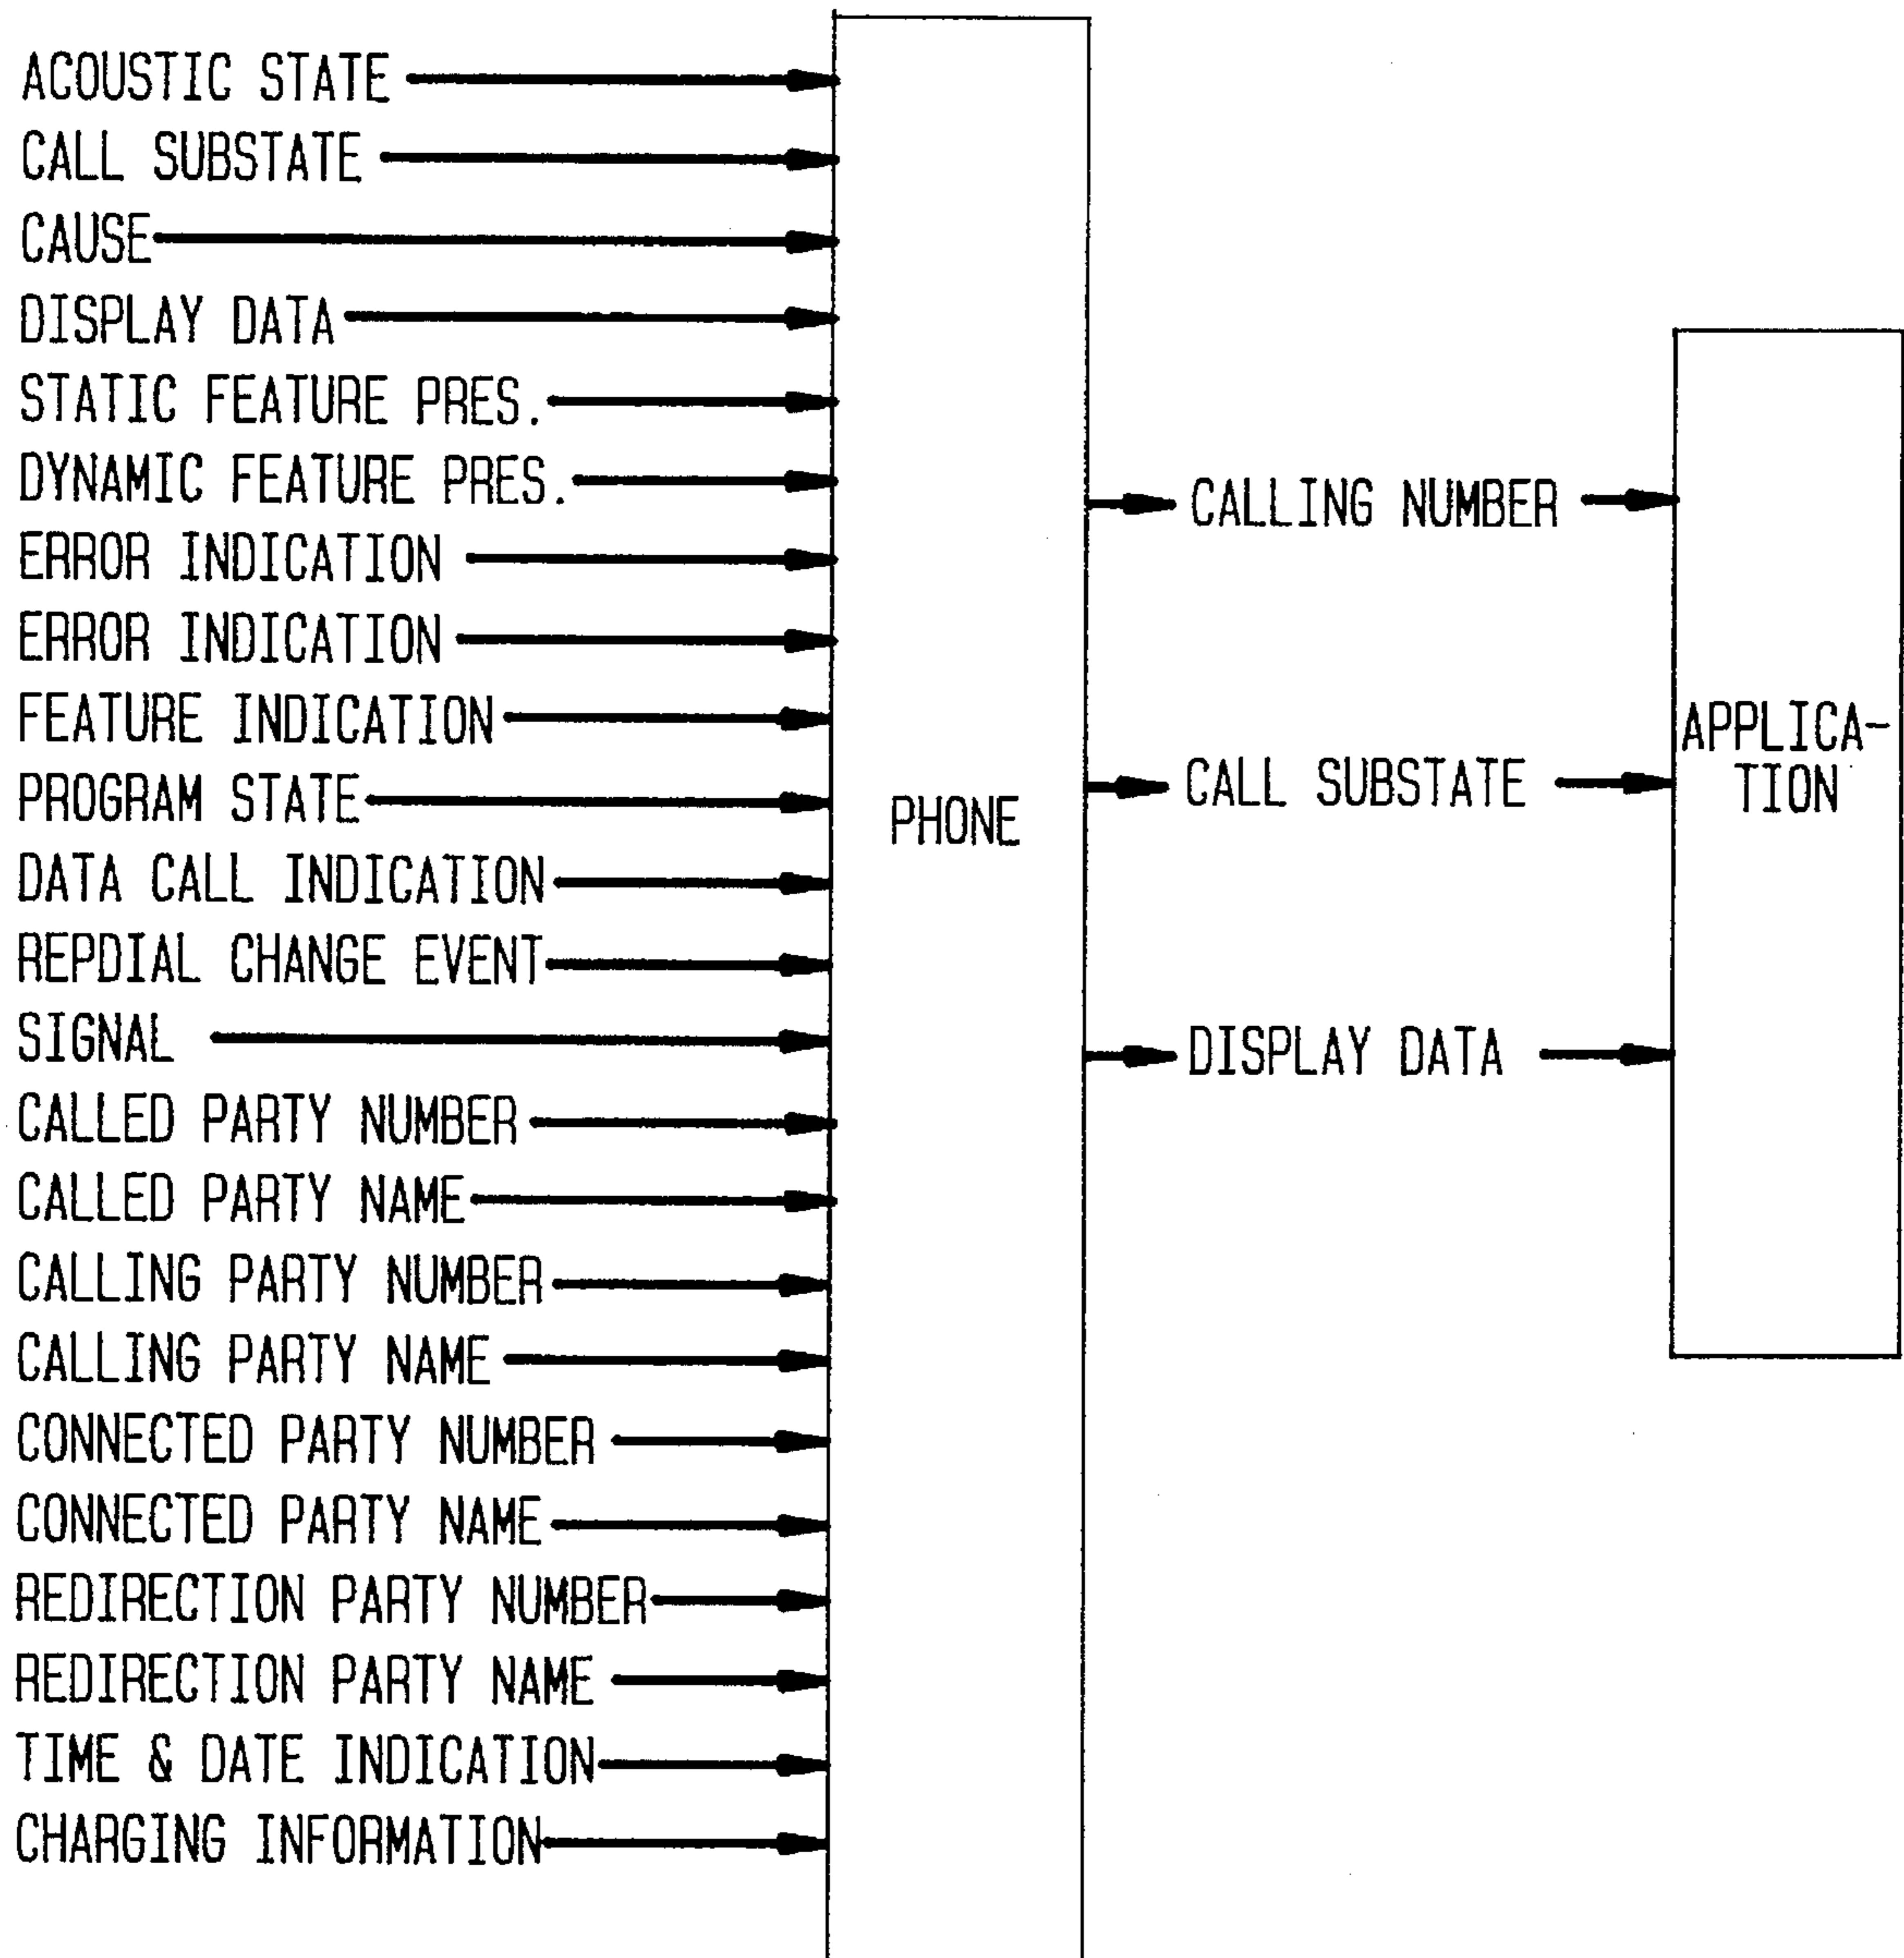 ACOUSTIC STATE
CALL SUBSTATE
CAUSE
DISPLAY DATA
STATIC FEATURE PRES.
DYNAMIC FEATURE PRES.
ERROR INDICATION
ERROR INDICATION
FEATURE INDICATION
PROGRAM STATE
DATA CALL INDICATION
REPDIAL CHANGE EVENT
SIGNAL
CALLED PARTY NUMBER
CALLED PARTY NAME
CALLING PARTY NUMBER
CALLING PARTY NAME
CONNECTED PARTY NUMBER
CONNECTED PARTY NAME
REDIRECTION PARTY NUMBER
REDIRECTION PARTY NAME
TIME & DATE INDICATION
CHARGING INFORMATION
PHONE
CALLING NUMBER
CALL SUBSTATE
DISPLAY DATA
APPLICA-
TION